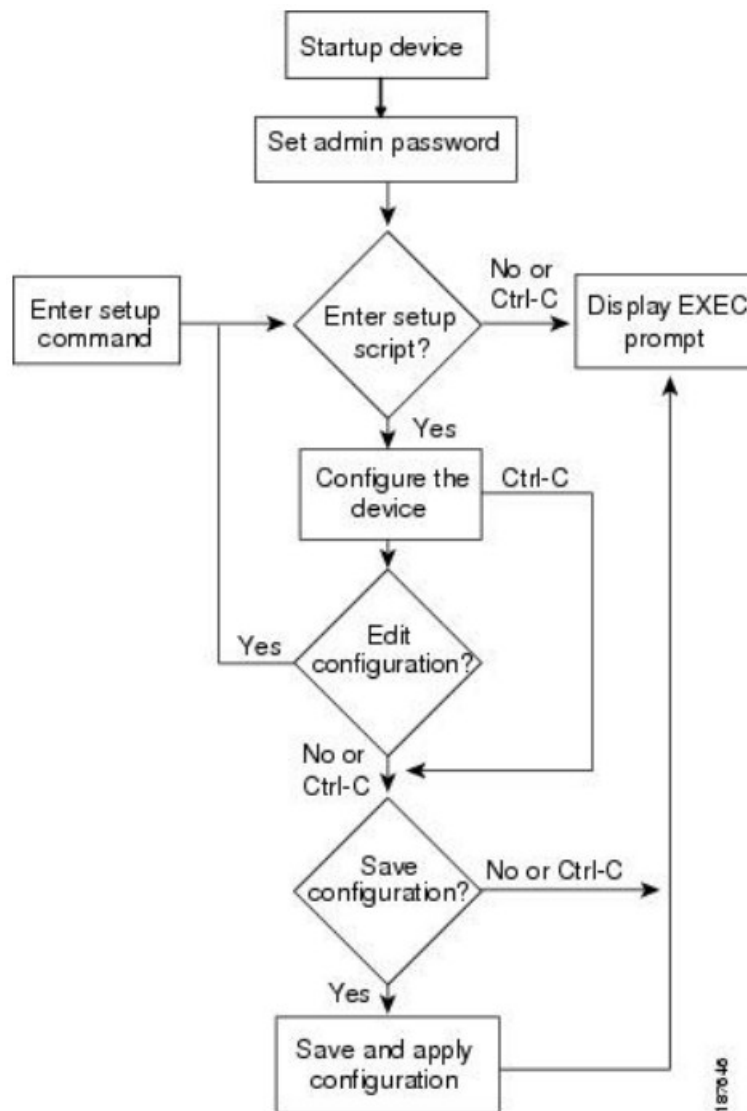 Startup device
Set admin password
No or
Ctrl-C
Enter setup
command
Enter setup
script?
Display EXEC
prompt
Yes
Configure the
device
Ctrl-C
Yes
Edit
configuration?
No or
Ctrl-C
Save
configuration?
No or Ctrl-C
Yes
Save and apply
configuration
187646